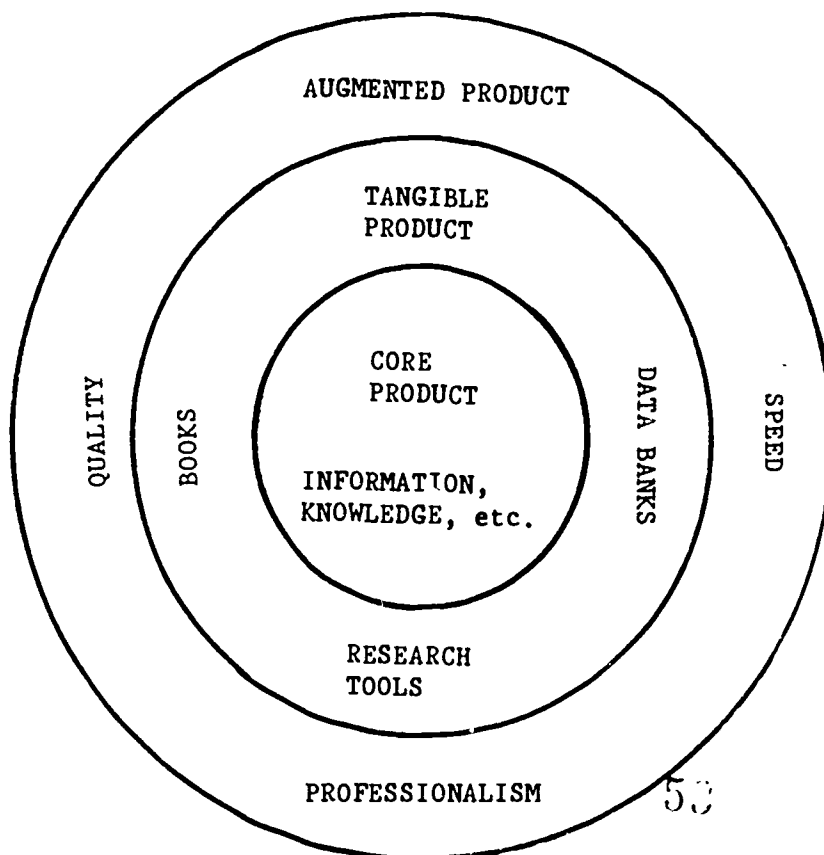 AUGMENTED PRODUCT
TANGIBLE
PRODUCT
CORE
PRODUCT
INFORMATION,
KNOWLEDGE, etc.
QUALITY
BOOKS
DATA BANKS
SPEED
RESEARCH
TOOLS
PROFESSIONALISM